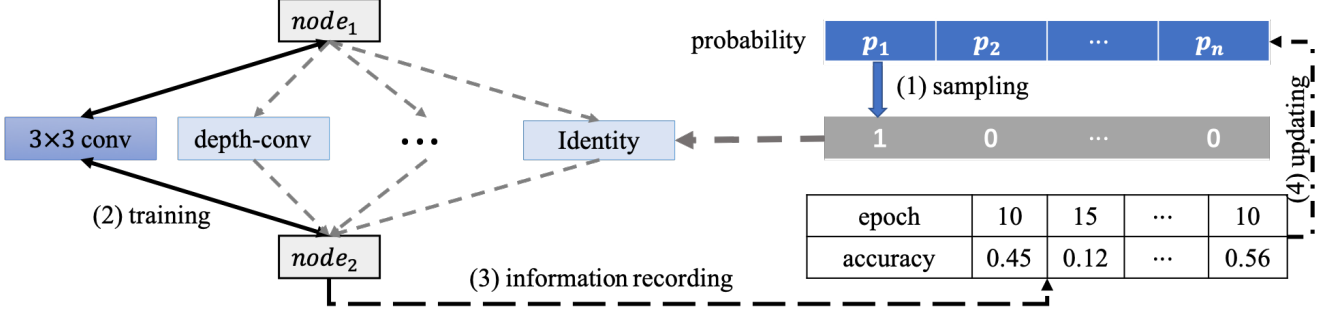 node₁
probability p₁ p₂ ... pₙ
(1) sampling
3×3 conv depth-conv ... Identity
1 0 ... 0
(4) updating
(2) training
epoch 10 15 ... 10
accuracy 0.45 0.12 ... 0.56
node₂
(3) information recording